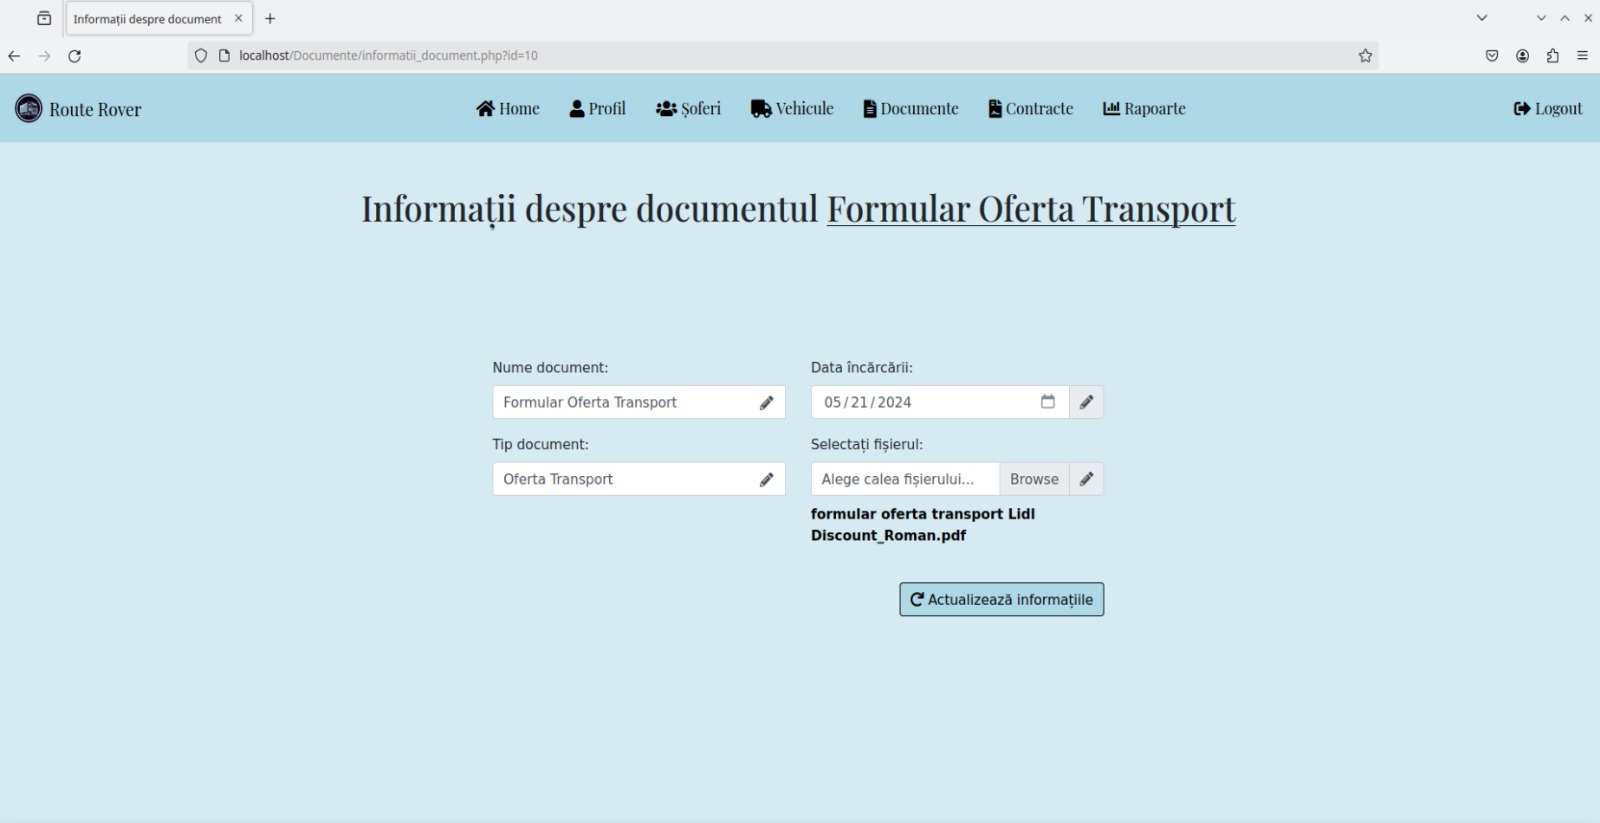 Informații despre document
localhost/Documente/informatii_document.php?id=10
Route Rover Home Profil Șoferi Vehicule Documente Contracte Rapoarte Logout
Informații despre documentul Formular Oferta Transport
Nume document: Data încărcării:
Formular Oferta Transport 05/21/2024
Tip document: Selectați fișierul:
Oferta Transport Alege calea fișierului... Browse
formular oferta transport Lidl
Discount_Roman.pdf
Actualizează informațiile